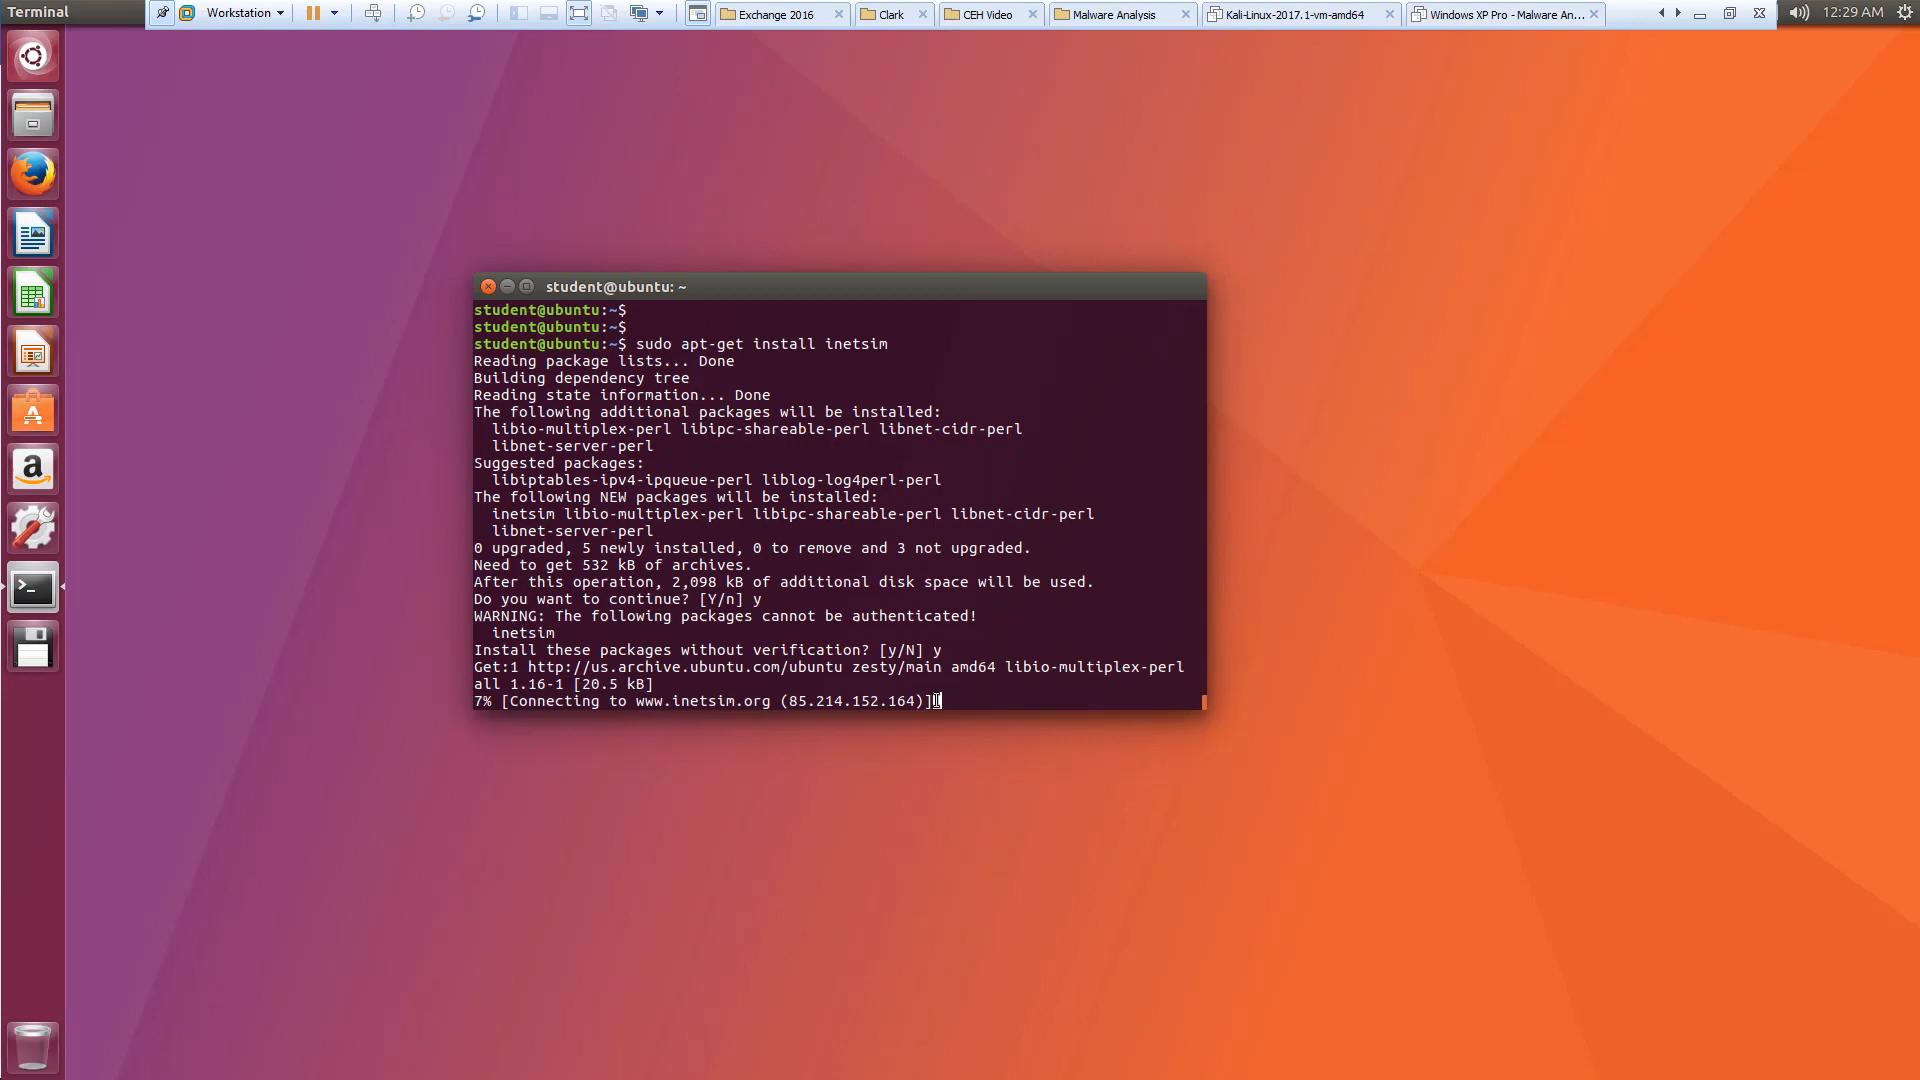 Terminal
Workstation
Exchange 2016
Clark
CEH Video
Malware Analysis
Kali-Linux-2017.1-vm-amd64
Windows XP Pro - Malware An...
12:29 AM
student@ubuntu: ~
student@ubuntu:~$
student@ubuntu:~$
student@ubuntu:~$ sudo apt-get install inetsim
Reading package lists... Done
Building dependency tree
Reading state information... Done
The following additional packages will be installed:
libio-multiplex-perl libipc-shareable-perl libnet-cidr-perl
libnet-server-perl
Suggested packages:
libiptables-ipv4-ipqueue-perl liblog-log4perl-perl
The following NEW packages will be installed:
inetsim libio-multiplex-perl libipc-shareable-perl libnet-cidr-perl
libnet-server-perl
0 upgraded, 5 newly installed, 0 to remove and 3 not upgraded.
Need to get 532 kB of archives.
After this operation, 2,098 kB of additional disk space will be used.
Do you want to continue? [Y/n] y
WARNING: The following packages cannot be authenticated!
inetsim
Install these packages without verification? [y/N] y
Get:1 http://us.archive.ubuntu.com/ubuntu zesty/main amd64 libio-multiplex-perl
all 1.16-1 [20.5 kB]
7% [Connecting to www.inetsim.org (85.214.152.164)]